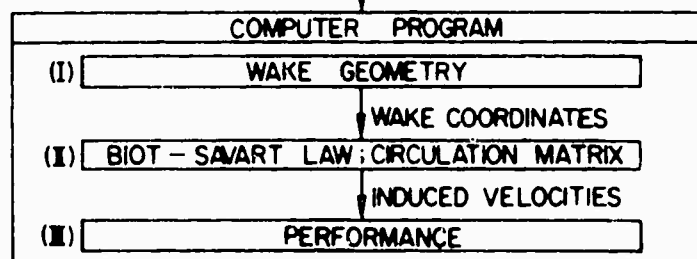 COMPUTER PROGRAM
(I) WAKE GEOMETRY
WAKE COORDINATES
(II) BIOT - SAVART LAW; CIRCULATION MATRIX
INDUCED VELOCITIES
(III) PERFORMANCE